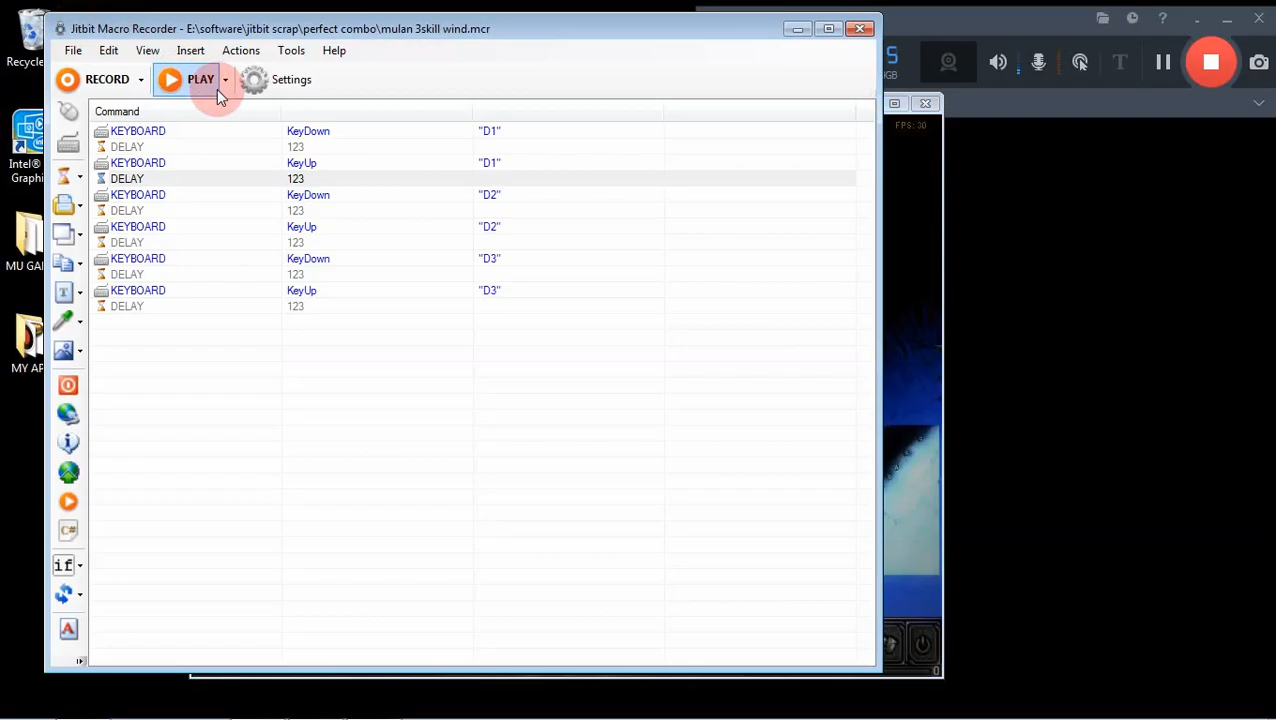 Jitbit Macro Recorder - E:\software\jitbit scrap\perfect combo\mulan 3skill wind.mcr
File Edit View Insert Actions Tools Help
RECORD PLAY Settings
Command
KEYBOARD KeyDown "D1"
DELAY 123
KEYBOARD KeyUp "D1"
DELAY 123
KEYBOARD KeyDown "D2"
DELAY 123
KEYBOARD KeyUp "D2"
DELAY 123
KEYBOARD KeyDown "D3"
DELAY 123
KEYBOARD KeyUp "D3"
DELAY 123
T
C#
if
A
Recycle
Intel®
Graphi
MU GA
MY AP
5
GB
T
FPS: 30
0